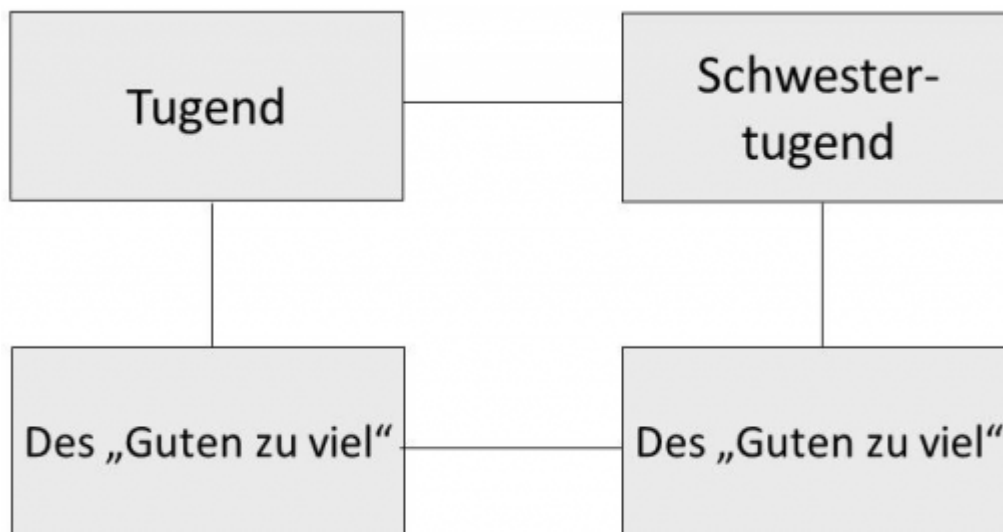 Tugend
Schwester-
tugend
Des „Guten zu viel“
Des „Guten zu viel“